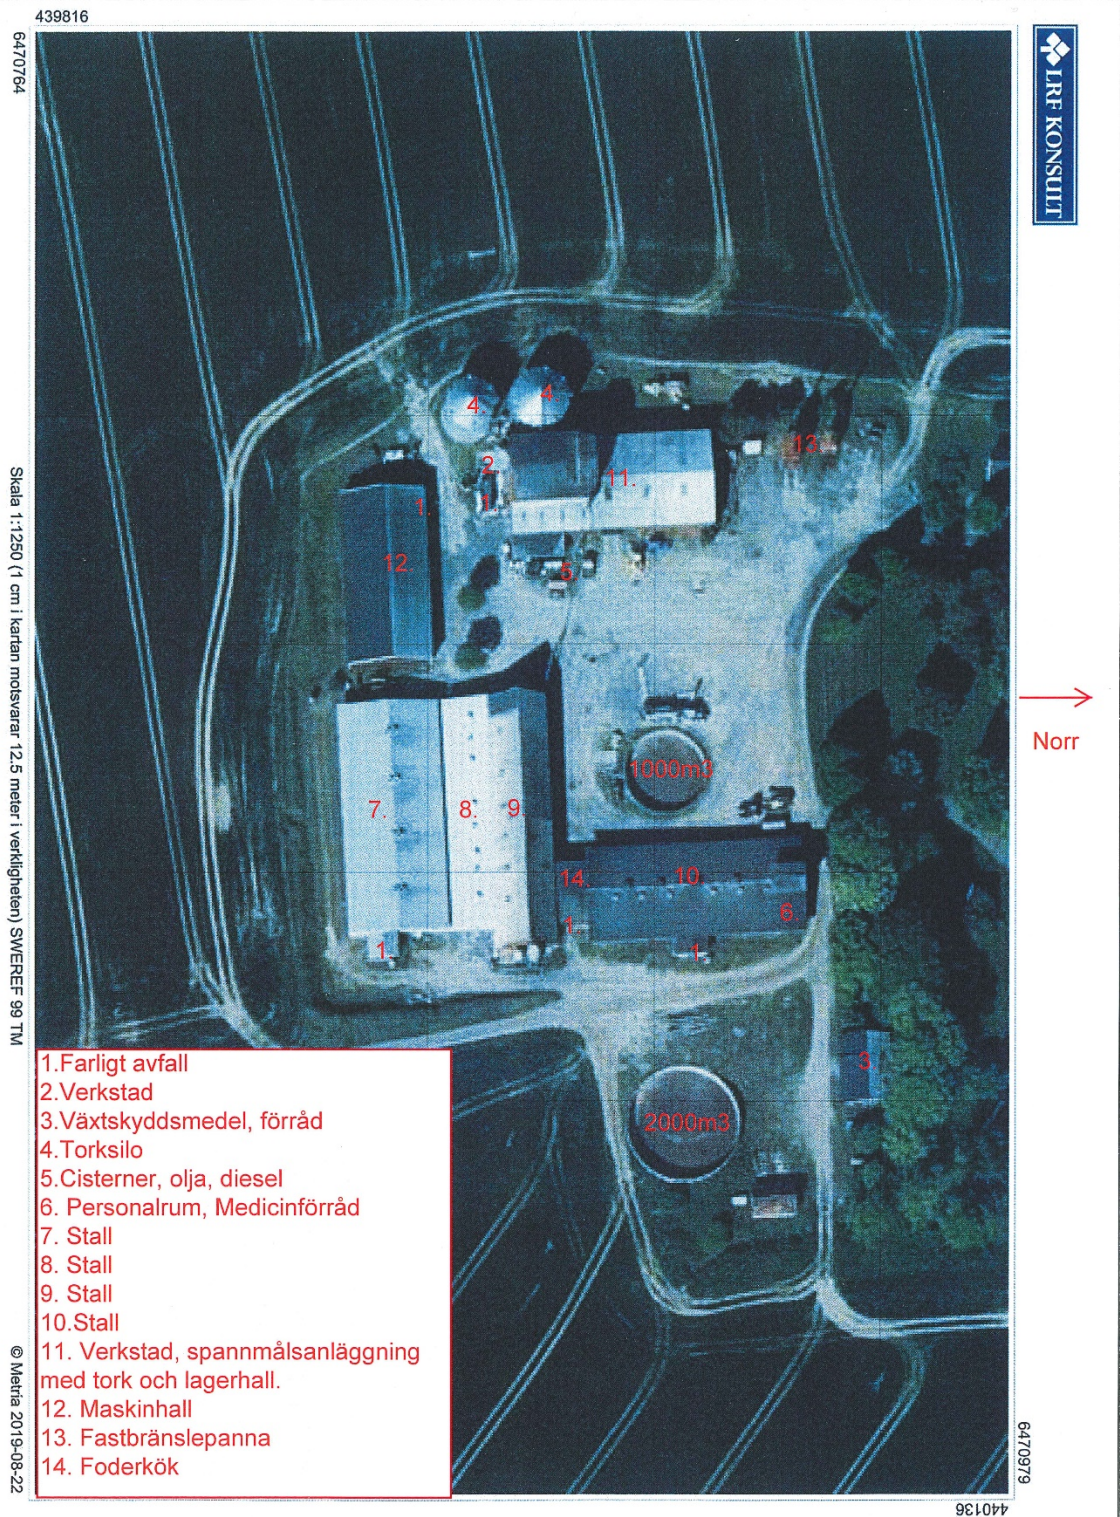 439816
6470764
LRF KONSULT
4
4
13
2
11.
1
1.
12.
5
Norr
1000m3
7.
8.
9.
14.
10.
6.
1
1
1
3.
2000m3
Skala 1:1250 (1 cm i kartan motsvarar 12.5 meter i verkligheten) SWEREF 99 TM
1.Farligt avfall
2.Verkstad
3.Växtskyddsmedel, förråd
4.Torksilo
5.Cisterner, olja, diesel
6. Personalrum, Medicinförråd
7. Stall
8. Stall
9. Stall
10.Stall
11. Verkstad, spannmålsanläggning
med tork och lagerhall.
12. Maskinhall
13. Fastbränslepanna
14. Foderkök
© Metria 2019-08-22
6470979
440136